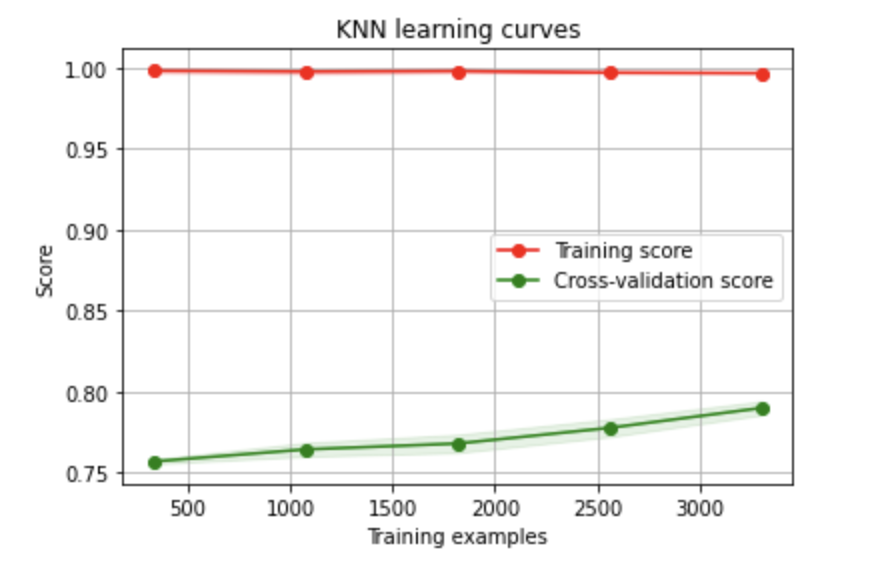 KNN learning curves
1.00
0.95
0.90
0.85
0.80
0.75
Score
Training score
Cross-validation score
500 1000 1500 2000 2500 3000
Training examples